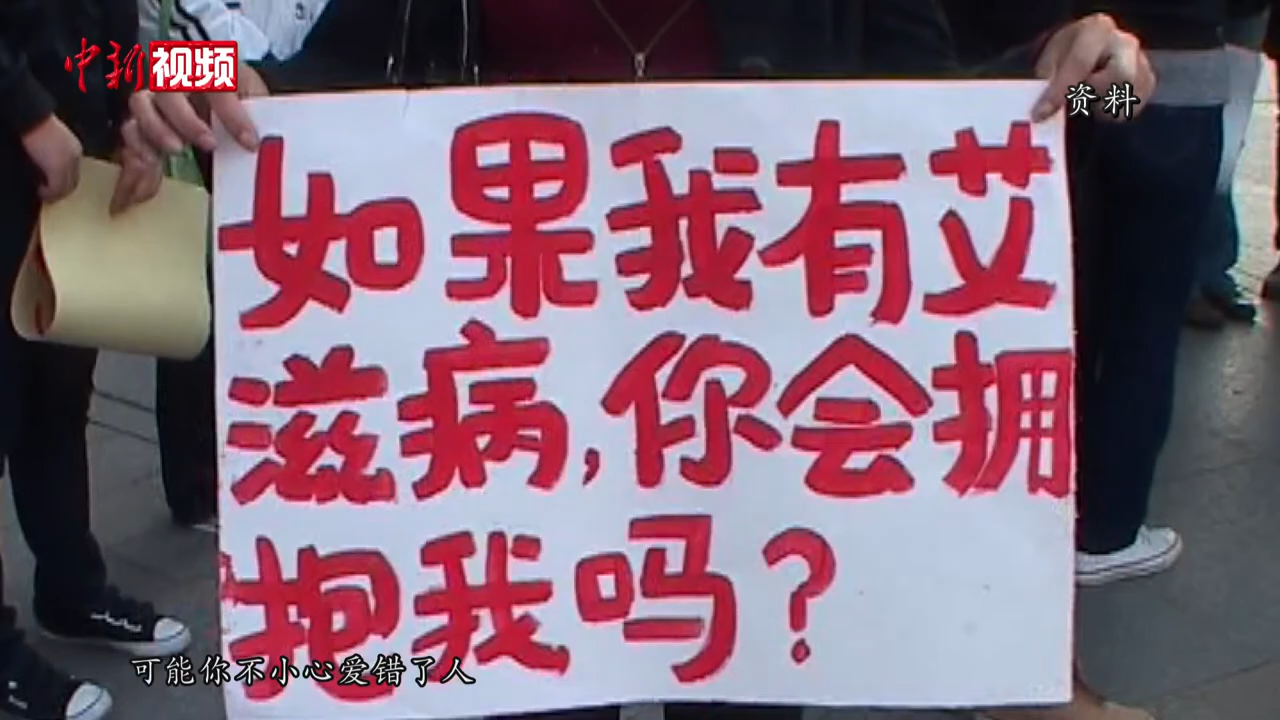 中新视频
资料
如果我有艾
滋病,你会拥
抱我吗?
可能你不小心爱错了人